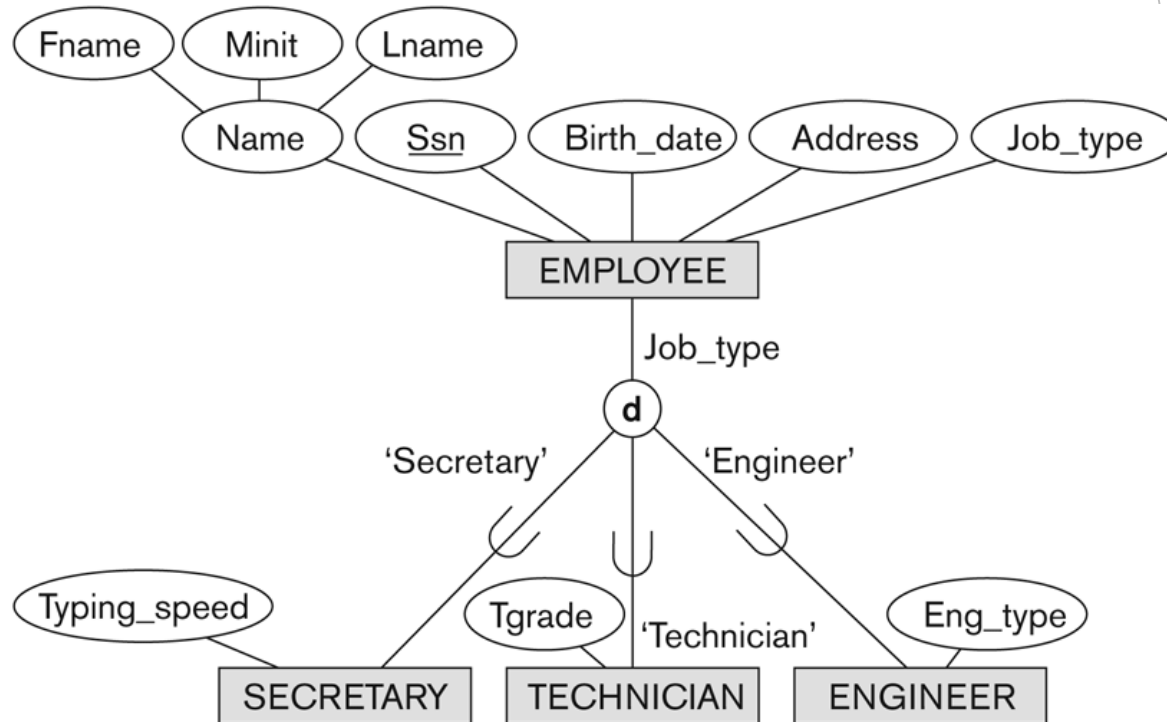 Fname Minit Lname
Name Ssn Birth_date Address Job_type
EMPLOYEE
Job_type
d
‘Secretary’ ‘Engineer’
Typing_speed Tgrade ‘Technician’ Eng_type
SECRETARY TECHNICIAN ENGINEER